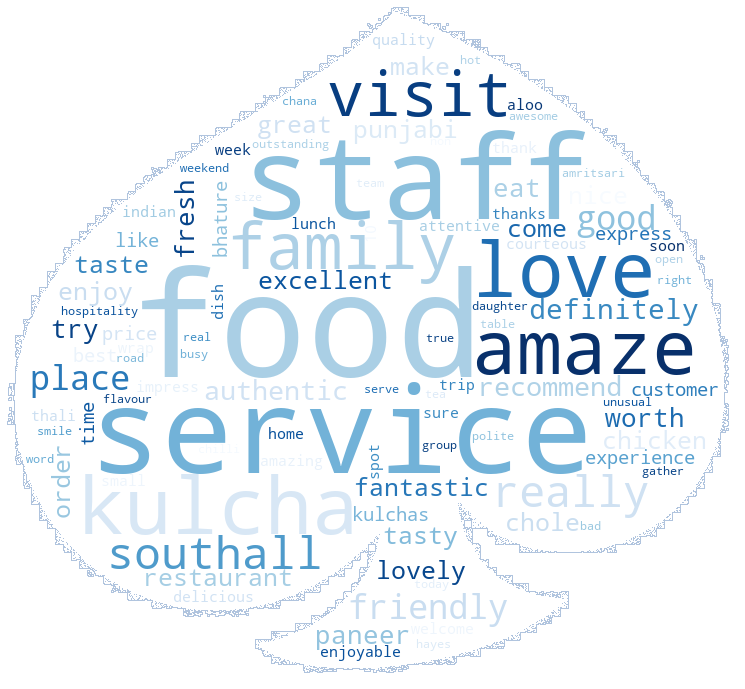 quality
make
hot
visit
chana
aloo
great
punjabi
awesome
week
outstanding
thank
staff
weekend
amritsari
team
eat
nice
size
indian
fresh
bhature
lunch
attentive
thanks
good
like
family
come
express
courteous
soon
taste
excellent
love
open
enjoy
dish
right
hospitality
food
daughter
definitely
try
price
real
true
table
amaze
wrap
best
road
busy
place
impress
authentic
serve
trip
recommend
customer
flavour
service
unusual
thali
time
sure
worth
smile
home
group
polite
chicken
order
word
amazing
spot
experience
gather
small
kulcha
fantastic
really
kulchas
chole
bad
southall
tasty
restaurant
lovely
delicious
friendly
paneer
welcome
enjoyable
hayes
tea